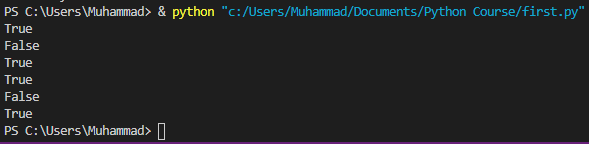 PS C:\Users\Muhammad> & python "c:/Users/Muhammad/Documents/Python Course/first.py"
True
False
True
True
False
True
PS C:\Users\Muhammad>